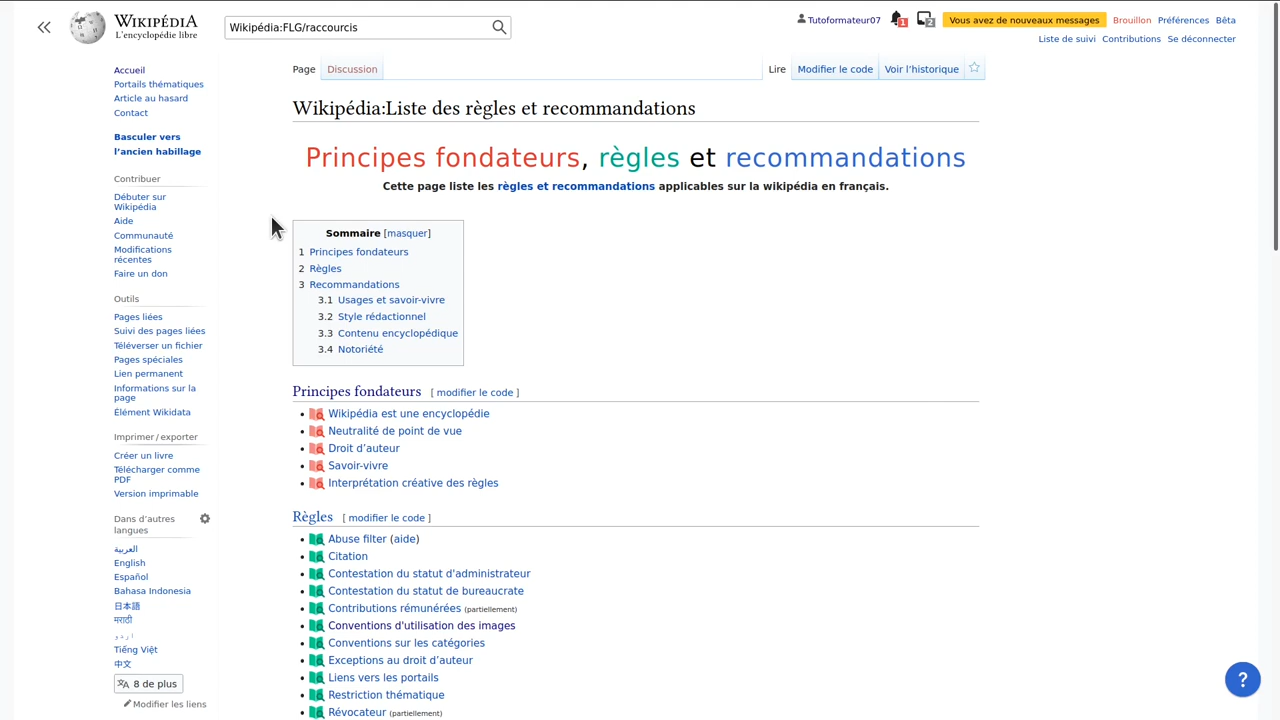 WIKIPÉDIA
L'encyclopédie libre
Wikipédia:FLG/raccourcis
Tutoformateur07
1
2
Vous avez de nouveaux messages
Brouillon
Préférences
Bêta
Liste de suivi
Contributions
Se déconnecter
Accueil
Portails thématiques
Article au hasard
Contact
Basculer vers
l'ancien habillage
Contribuer
Débuter sur
Wikipédia
Aide
Communauté
Modifications
récentes
Faire un don
Outils
Pages liées
Suivi des pages liées
Téléverser un fichier
Pages spéciales
Lien permanent
Informations sur la
page
Élément Wikidata
Imprimer / exporter
Créer un livre
Télécharger comme
PDF
Version imprimable
Dans d'autres
langues
العربية
English
Español
Bahasa Indonesia
日本語
मराठी
اردو
Tiếng Việt
中文
8 de plus
Modifier les liens
Page
Discussion
Lire
Modifier le code
Voir l'historique
Wikipédia:Liste des règles et recommandations
Principes fondateurs, règles et recommandations
Cette page liste les règles et recommandations applicables sur la wikipédia en français.
Sommaire [masquer]
1 Principes fondateurs
2 Règles
3 Recommandations
3.1 Usages et savoir-vivre
3.2 Style rédactionnel
3.3 Contenu encyclopédique
3.4 Notoriété
Principes fondateurs [ modifier le code ]
• Wikipédia est une encyclopédie
• Neutralité de point de vue
• Droit d'auteur
• Savoir-vivre
• Interprétation créative des règles
Règles [ modifier le code ]
• Abuse filter (aide)
• Citation
• Contestation du statut d'administrateur
• Contestation du statut de bureaucrate
• Contributions rémunérées (partiellement)
• Conventions d'utilisation des images
• Conventions sur les catégories
• Exceptions au droit d'auteur
• Liens vers les portails
• Restriction thématique
• Révocateur (partiellement)
?